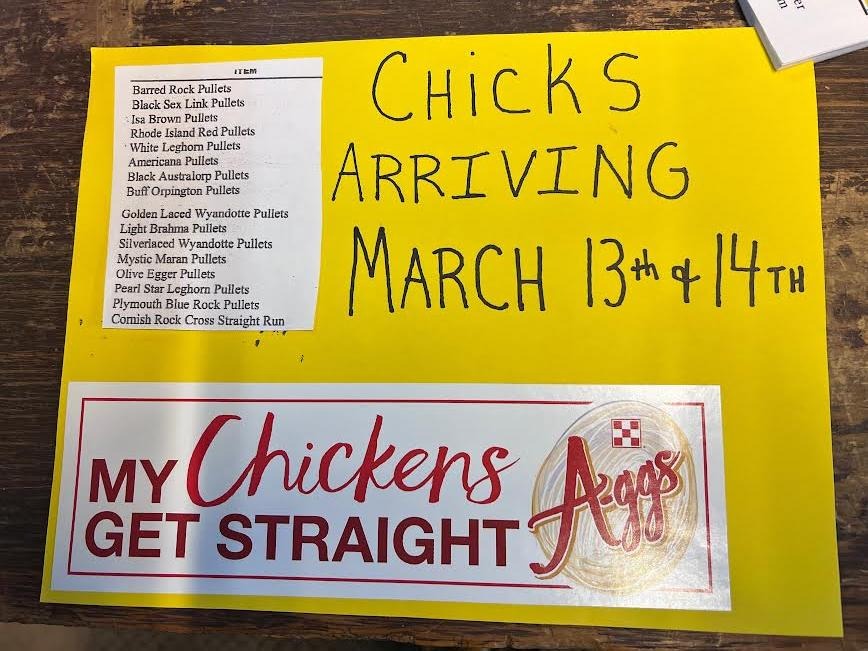 ITEM
Barred Rock Pullets
Black Sex Link Pullets
Isa Brown Pullets
Rhode Island Red Pullets
White Leghorn Pullets
Americana Pullets
Black Australorp Pullets
Buff Orpington Pullets
Golden Laced Wyandotte Pullets
Light Brahma Pullets
Silverlaced Wyandotte Pullets
Mystic Maran Pullets
Olive Egger Pullets
Pearl Star Leghorn Pullets
Plymouth Blue Rock Pullets
Cornish Rock Cross Straight Run
CHicKS
ARRIVING
MARCH 13th & 14TH
MY Chickens
GET STRAIGHT A-ggs